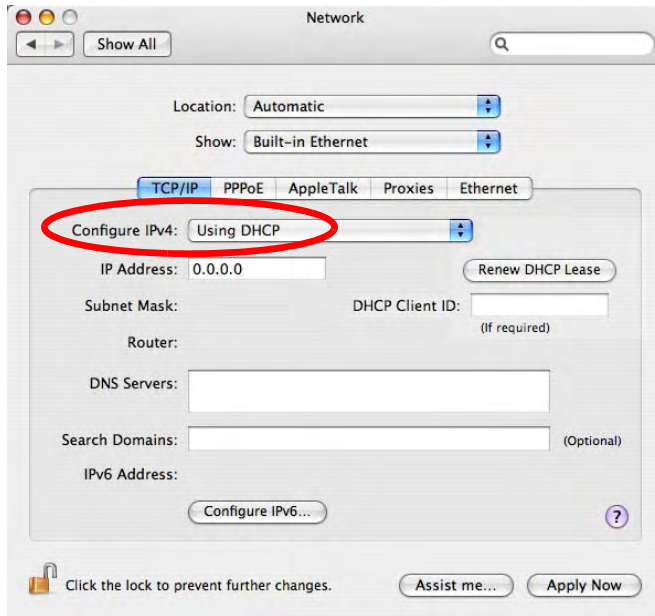 Network
Show All
Location: Automatic
Show: Built-in Ethernet
TCP/IP PPPoE AppleTalk Proxies Ethernet
Configure IPv4: Using DHCP
IP Address: 0.0.0.0 Renew DHCP Lease
Subnet Mask: DHCP Client ID:
(If required)
Router:
DNS Servers:
Search Domains: (Optional)
IPv6 Address:
Configure IPv6...
?
Click the lock to prevent further changes. Assist me... Apply Now